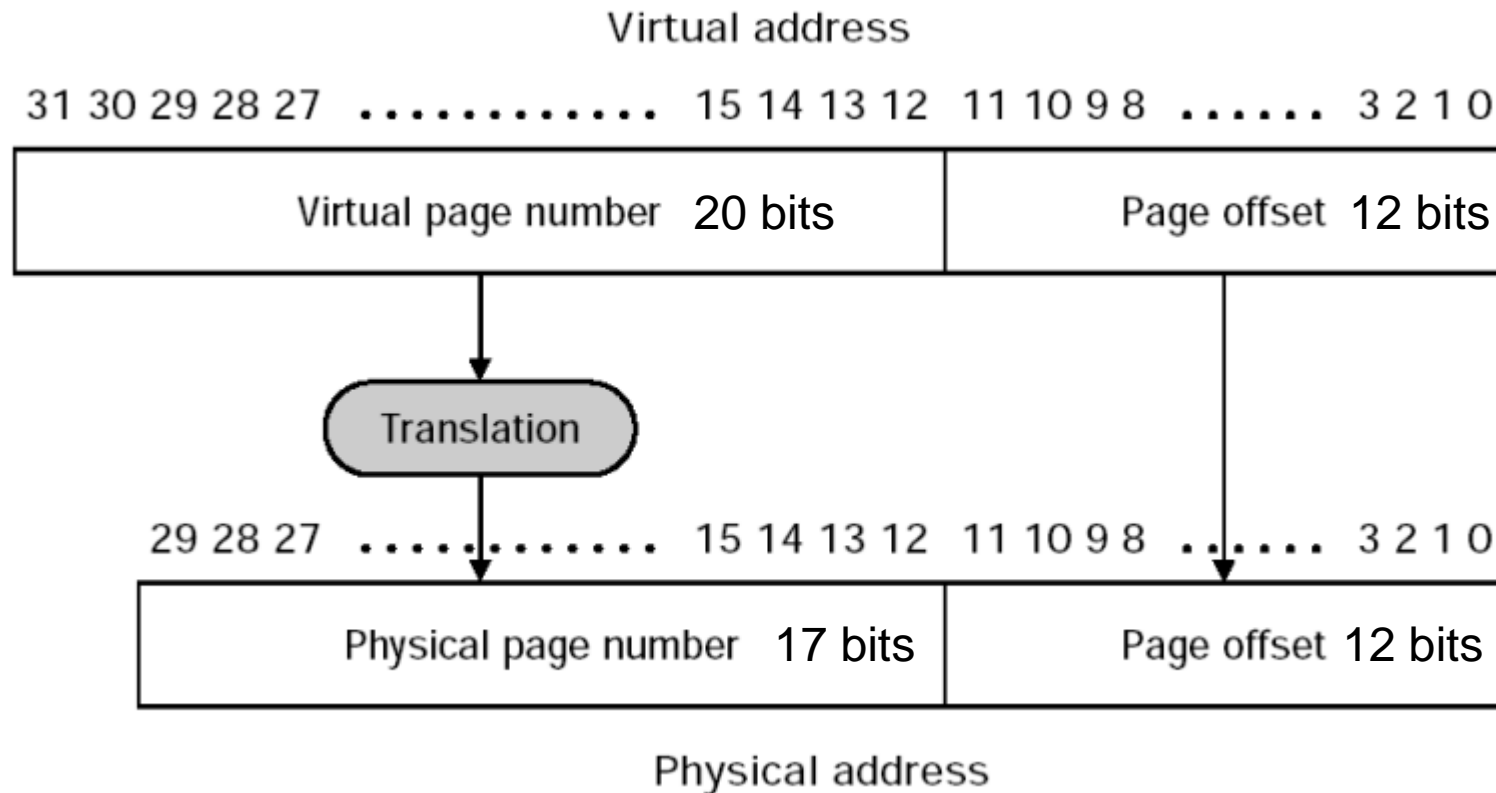 Virtual address
31 30 29 28 27 ............ 15 14 13 12 11 10 9 8 ...... 3 2 1 0
Virtual page number 20 bits Page offset 12 bits
Translation
29 28 27 ............ 15 14 13 12 11 10 9 8 ...... 3 2 1 0
Physical page number 17 bits Page offset 12 bits
Physical address